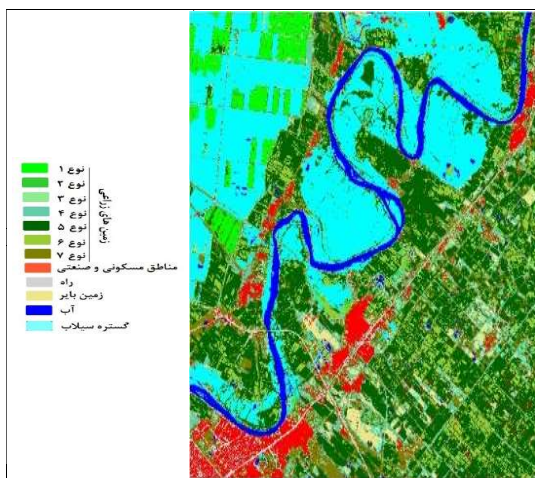 نوع ۱
نوع ۲
نوع ۳
نوع ۴
نوع ۵
نوع ۶
نوع ۷
زمین های زراعی
مناطق مسکونی و صنعتی
راه
زمین بایر
آب
گستره سیلاب